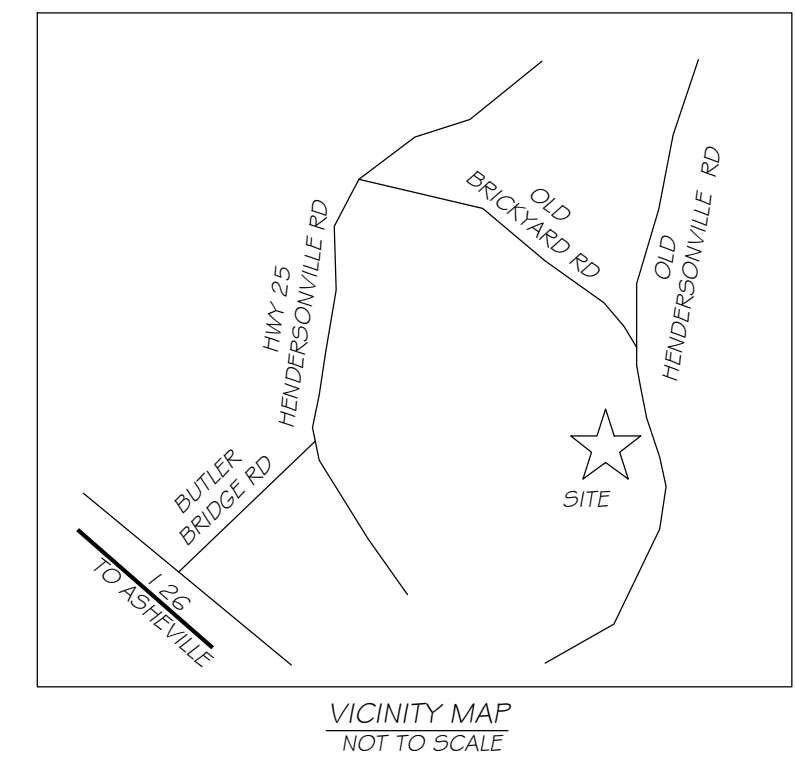 OLD
BRICKYARD RD
OLD
HENDERSONVILLE RD
HWY 25
HENDERSONVILLE RD
SITE
BUTLER
BRIDGE RD
I 26
TO ASHEVILLE
VICINITY MAP
NOT TO SCALE